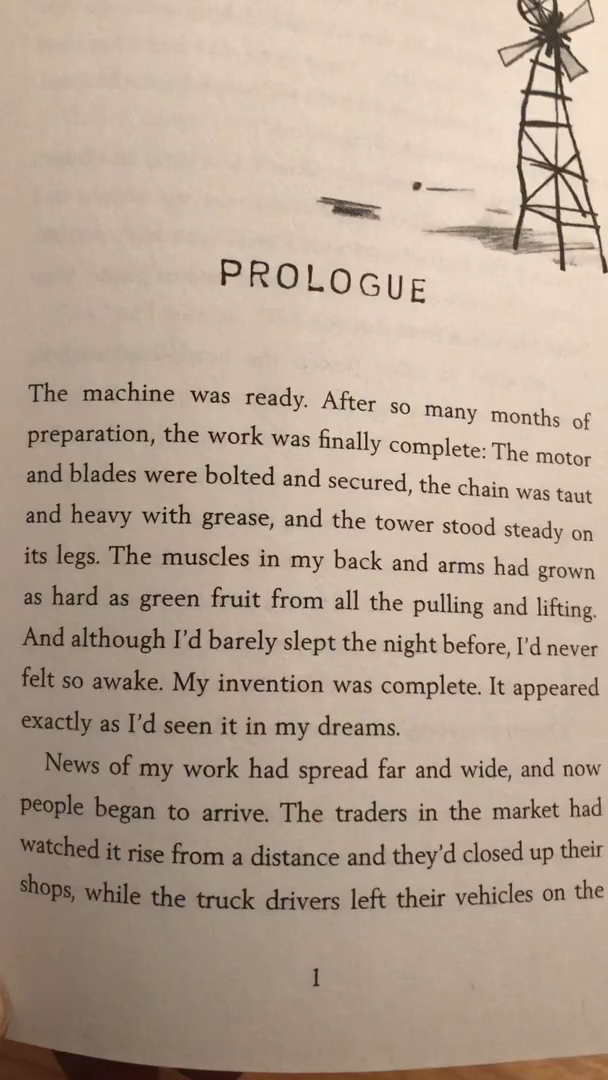 PROLOGUE
The machine was ready. After so many months of
preparation, the work was finally complete: The motor
and blades were bolted and secured, the chain was taut
and heavy with grease, and the tower stood steady on
its legs. The muscles in my back and arms had grown
as hard as green fruit from all the pulling and lifting.
And although I’d barely slept the night before, I’d never
felt so awake. My invention was complete. It appeared
exactly as I’d seen it in my dreams.
News of my work had spread far and wide, and now
people began to arrive. The traders in the market had
watched it rise from a distance and they’d closed up their
shops, while the truck drivers left their vehicles on the
1